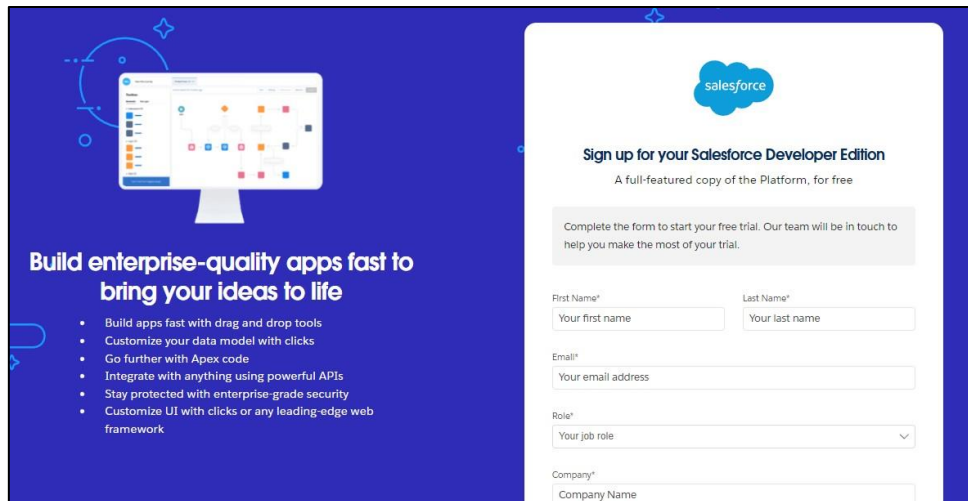 Build enterprise-quality apps fast to
bring your ideas to life
Build apps fast with drag and drop tools
Customize your data model with clicks
Go further with Apex code
Integrate with anything using powerful APIs
Stay protected with enterprise-grade security
Customize UI with clicks or any leading-edge web
framework
salesforce
Sign up for your Salesforce Developer Edition
A full-featured copy of the Platform, for free
Complete the form to start your free trial. Our team will be in touch to
help you make the most of your trial.
First Name* Last Name*
Your first name Your last name
Email*
Your email address
Role*
Your job role
Company*
Company Name